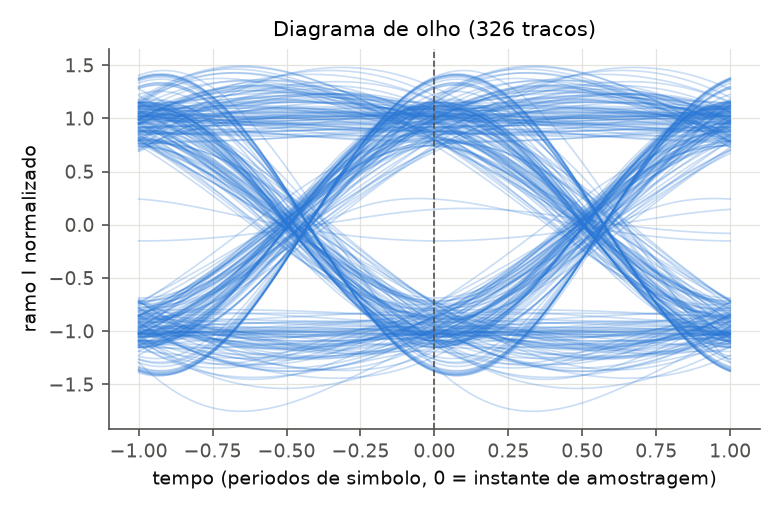 Diagrama de olho (326 tracos)
ramo I normalizado
1.5
1.0
0.5
0.0
−0.5
−1.0
−1.5
−1.00 −0.75 −0.50 −0.25 0.00 0.25 0.50 0.75 1.00
tempo (periodos de simbolo, 0 = instante de amostragem)